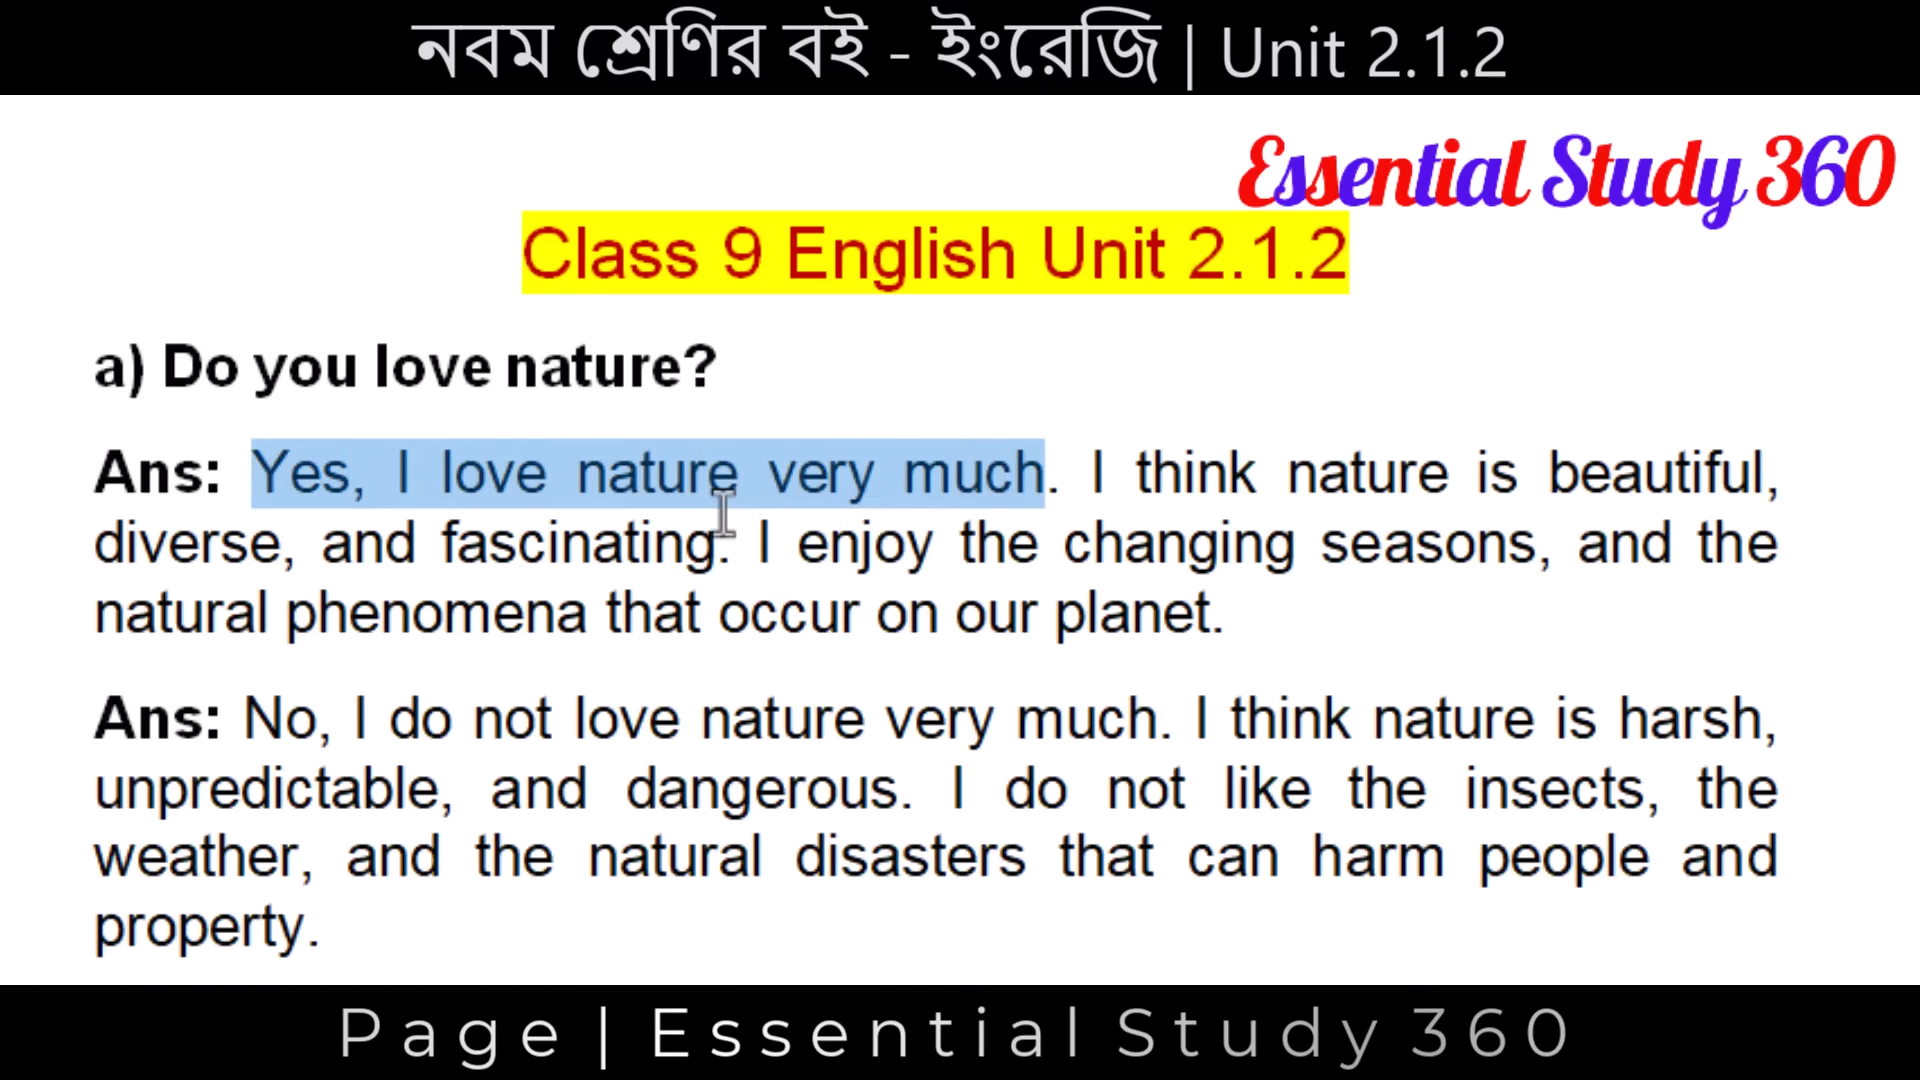 নবম শ্রেণির বই - ইংরেজি | Unit 2.1.2
Essential Study 360
Class 9 English Unit 2.1.2
a) Do you love nature?
Ans: Yes, I love nature very much. I think nature is beautiful,
diverse, and fascinating. I enjoy the changing seasons, and the
natural phenomena that occur on our planet.
Ans: No, I do not love nature very much. I think nature is harsh,
unpredictable, and dangerous. I do not like the insects, the
weather, and the natural disasters that can harm people and
property.
Page | Essential Study 360